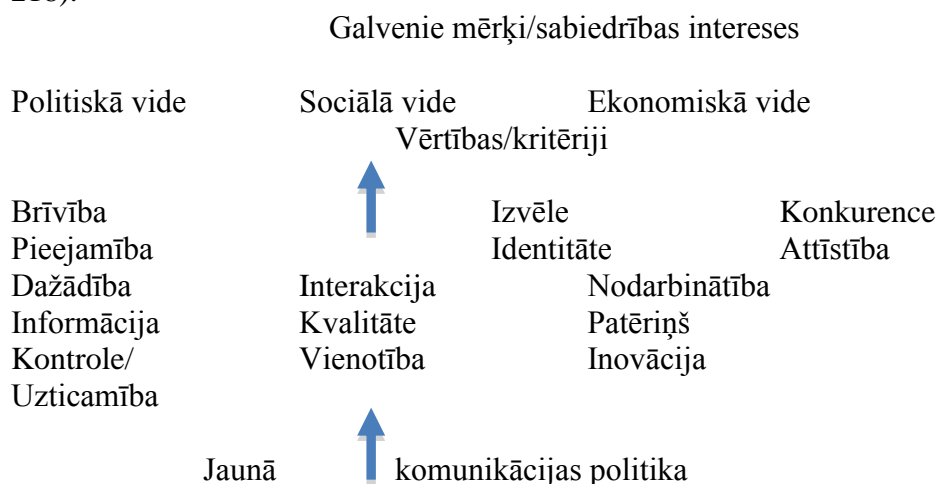 218).
Galvenie mērķi/sabiedrības intereses
Politiskā vide Sociālā vide Ekonomiskā vide
Vērtības/kritēriji
Brīvība Izvēle Konkurence
Pieejamība Identitāte Attīstība
Dažādība Interakcija Nodarbinātība
Informācija Kvalitāte Patēriņš
Kontrole/ Vienotība Inovācija
Uzticamība
Jaunā komunikācijas politika